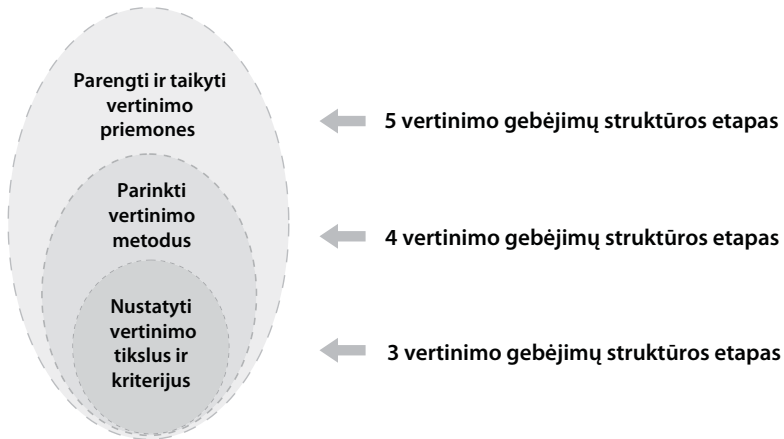 Parengti ir taikyti
vertinimo
priemones
5 vertinimo gebėjimų struktūros etapas
Parinkti
vertinimo
metodus
4 vertinimo gebėjimų struktūros etapas
Nustatyti
vertinimo
tikslus ir
kriterijus
3 vertinimo gebėjimų struktūros etapas